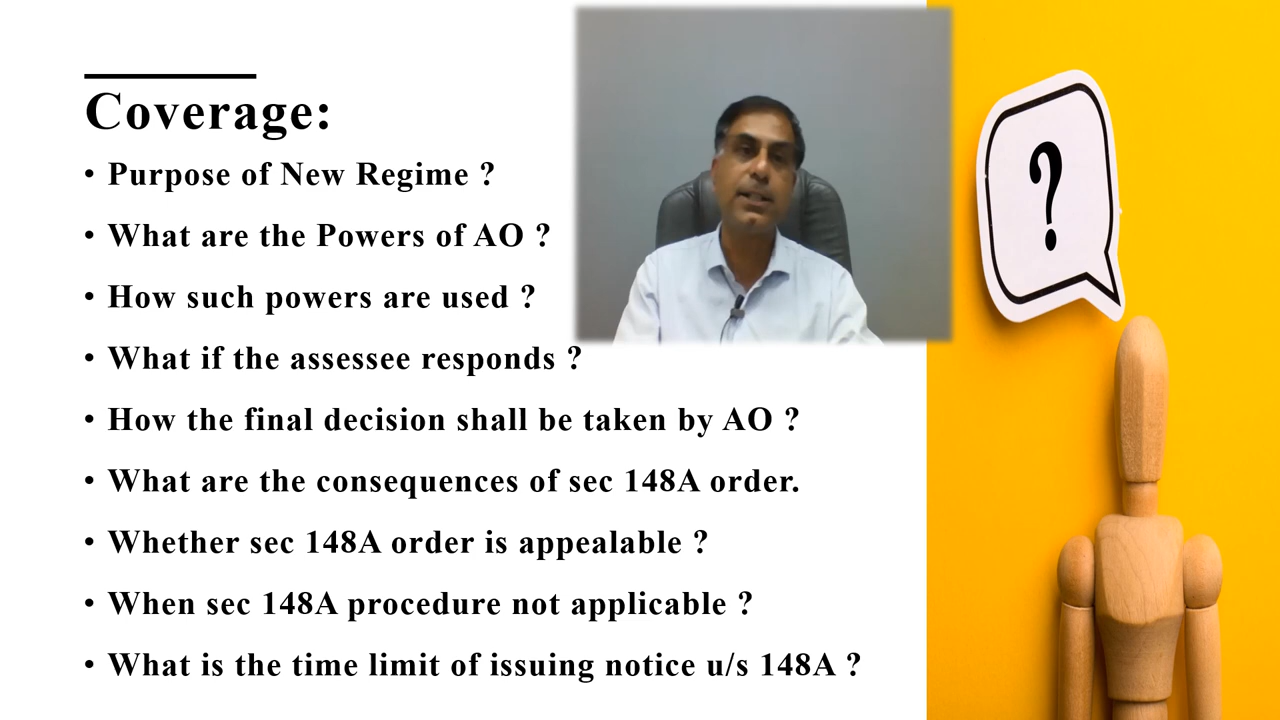 Coverage:
• Purpose of New Regime ?
• What are the Powers of AO ?
• How such powers are used ?
• What if the assessee responds ?
• How the final decision shall be taken by AO ?
• What are the consequences of sec 148A order.
• Whether sec 148A order is appealable ?
• When sec 148A procedure not applicable ?
• What is the time limit of issuing notice u/s 148A ?
?